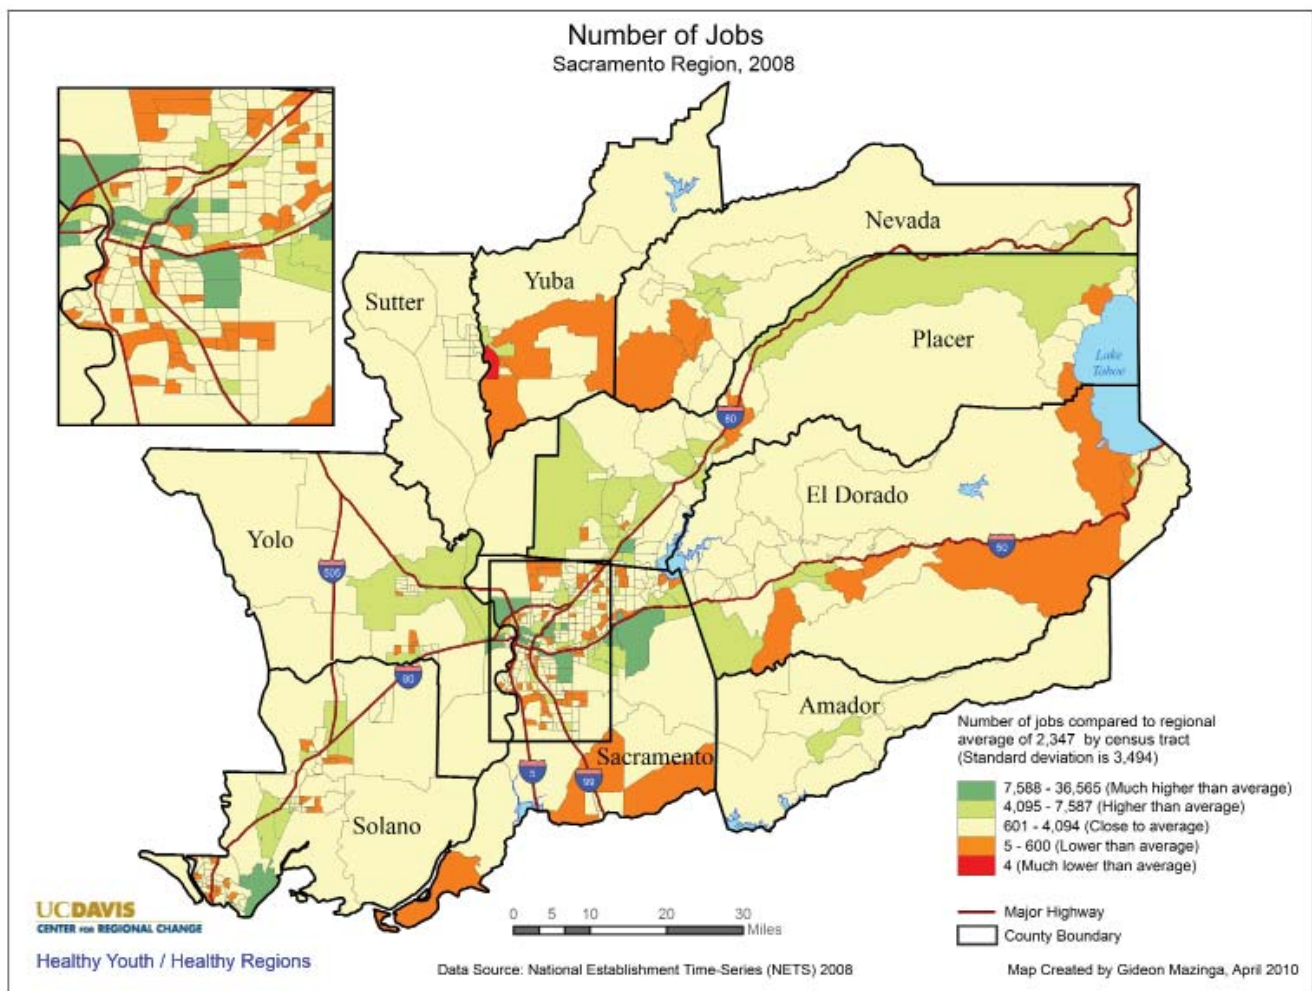 Number of Jobs
Sacramento Region, 2008
Nevada
Yuba
Sutter
Placer
Lake
Tahoe
80
El Dorado
Yolo
50
505
80
Amador
Sacramento
5
99
Solano
Number of jobs compared to regional
average of 2,347 by census tract
(Standard deviation is 3,494)
7,588 - 36,565 (Much higher than average)
4,095 - 7,587 (Higher than average)
601 - 4,094 (Close to average)
5 - 600 (Lower than average)
4 (Much lower than average)
Major Highway
County Boundary
UCDAVIS
CENTER FOR REGIONAL CHANGE
0 5 10 20 30
Miles
Healthy Youth / Healthy Regions
Data Source: National Establishment Time-Series (NETS) 2008
Map Created by Gideon Mazinga, April 2010